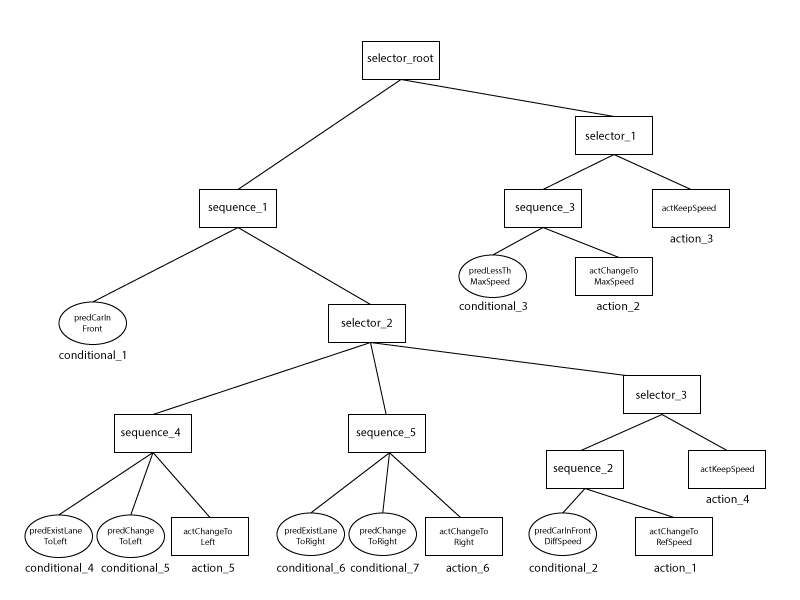 selector_root
selector_1
sequence_1
sequence_3
actKeepSpeed
action_3
predLessTh
MaxSpeed
conditional_3
actChangeTo
MaxSpeed
action_2
predCarIn
Front
conditional_1
selector_2
selector_3
sequence_4
sequence_5
sequence_2
actKeepSpeed
action_4
predExistLane
ToLeft
conditional_4
predChange
ToLeft
conditional_5
actChangeTo
Left
action_5
predExistLane
ToRight
conditional_6
predChange
ToRight
conditional_7
actChangeTo
Right
action_6
predCarInFront
DiffSpeed
conditional_2
actChangeTo
RefSpeed
action_1